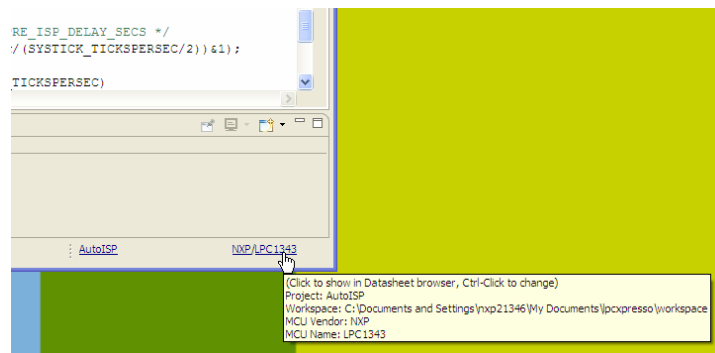 RE_ISP_DELAY_SECS */
/(SYSTICK_TICKSPERSEC/2))&1);
TICKSPERSEC)
AutoISP
NXP/LPC1343
(Click to show in Datasheet browser, Ctrl-Click to change)
Project: AutoISP
Workspace: C:\Documents and Settings\nxp21346\My Documents\lpcxpresso\workspace
MCU Vendor: NXP
MCU Name: LPC1343